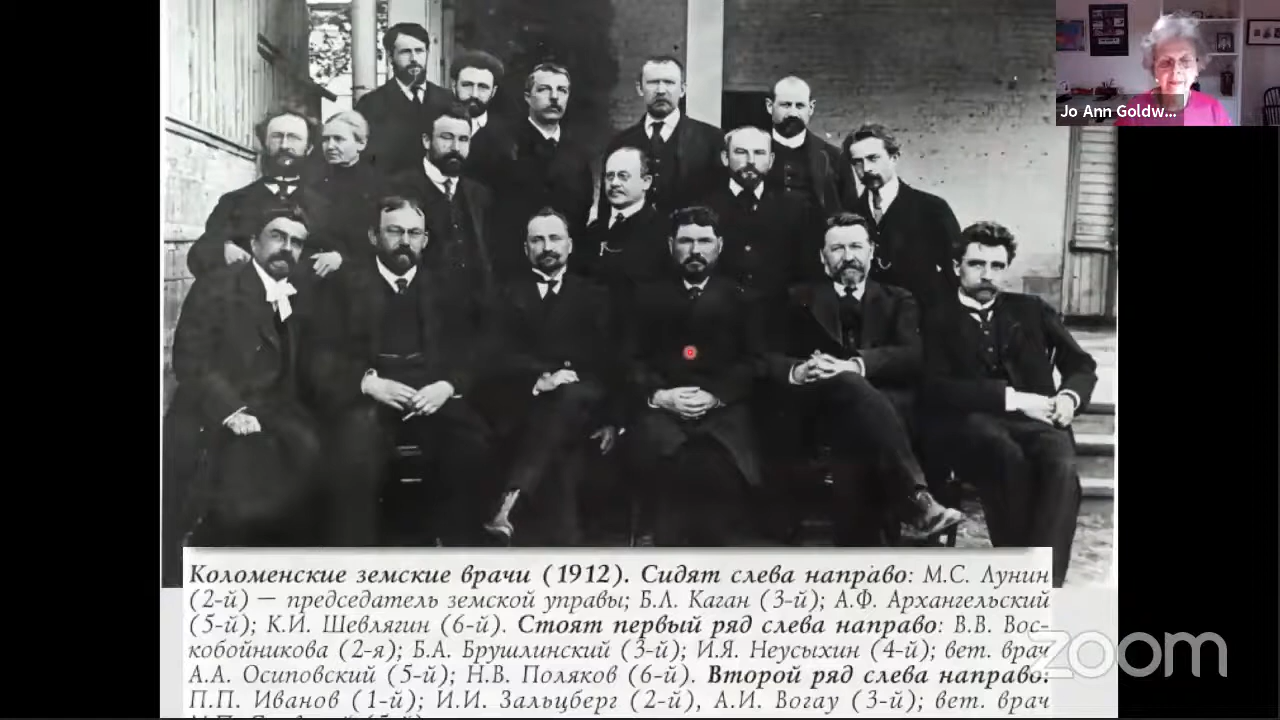 Jo Ann Goldw...
Коломенские земские врачи (1912). Сидят слева направо: М.С. Лунин
(2-й) — председатель земской управы; Б.Л. Каган (3-й); А.Ф. Архангельский
(5-й); К.И. Шевлягин (6-й). Стоят первый ряд слева направо: В.В. Вос-
кобойникова (2-я); Б.А. Брушлинский (3-й); И.Я. Неусыхин (4-й); вет. врач
А.А. Осиповский (5-й); Н.В. Поляков (6-й). Второй ряд слева направо:
П.П. Иванов (1-й); И.И. Зальцберг (2-й), А.И. Вогау (3-й); вет. врач
zoom